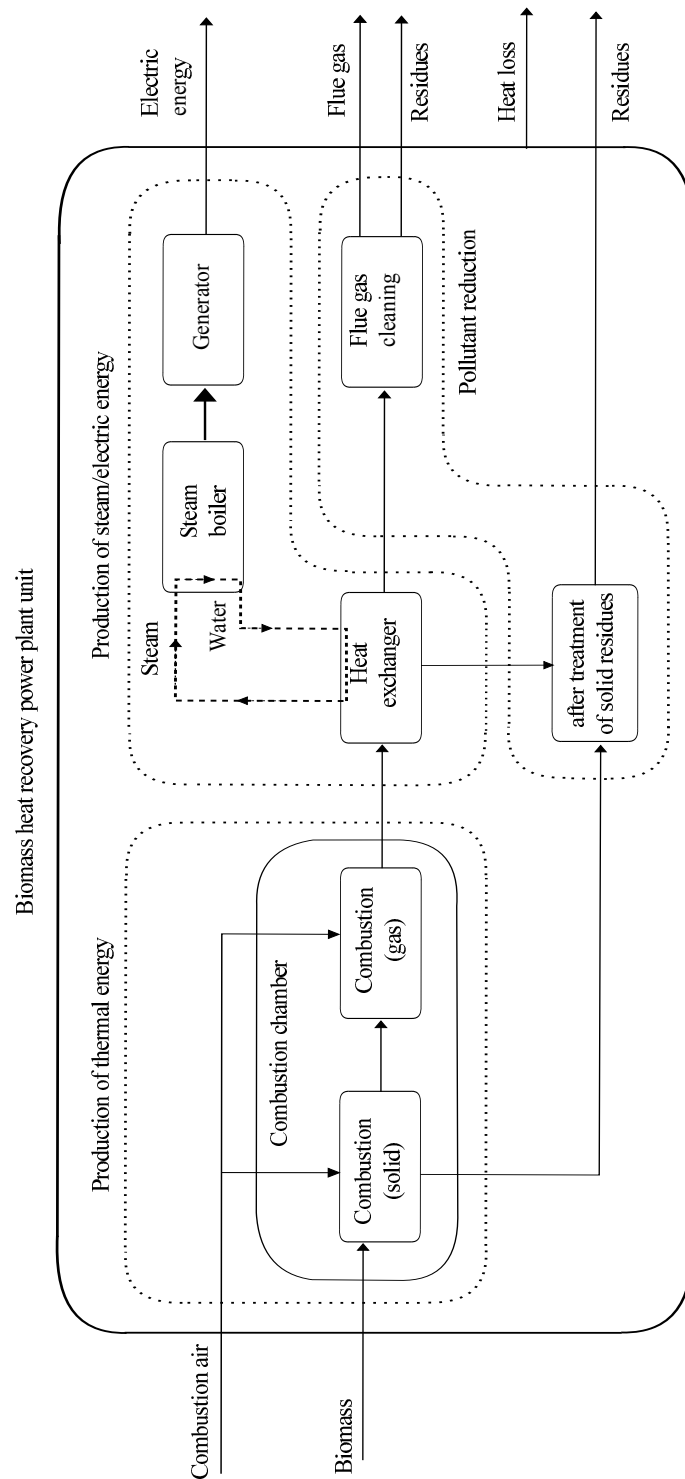 Biomass heat recovery power plant unit
Production of thermal energy
Production of steam/electric energy
Combustion air
Biomass
Combustion chamber
Combustion
(solid)
Combustion
(gas)
Heat
exchanger
Steam
Water
Steam
boiler
Generator
Electric
energy
Flue gas
cleaning
Flue gas
Residues
Pollutant reduction
Heat loss
after treatment
of solid residues
Residues